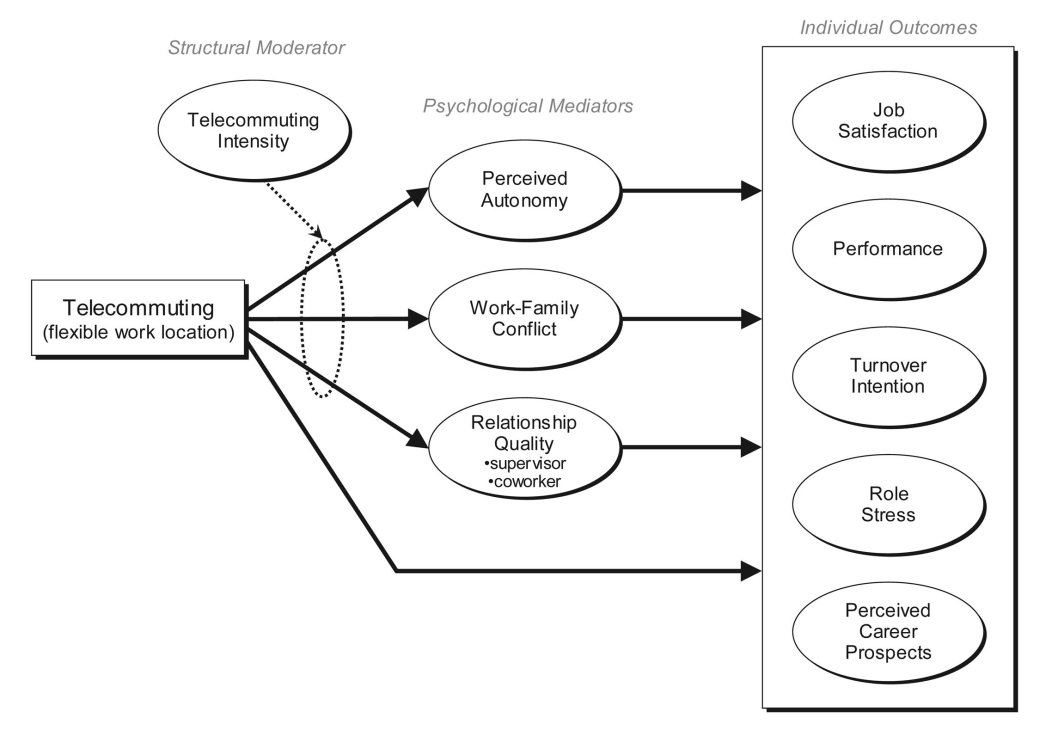 Individual Outcomes
Structural Moderator
Telecommuting
Intensity
Psychological Mediators
Perceived
Autonomy
Work-Family
Conflict
Relationship
Quality
•supervisor
•coworker
Telecommuting
(flexible work location)
Job
Satisfaction
Performance
Turnover
Intention
Role
Stress
Perceived
Career
Prospects